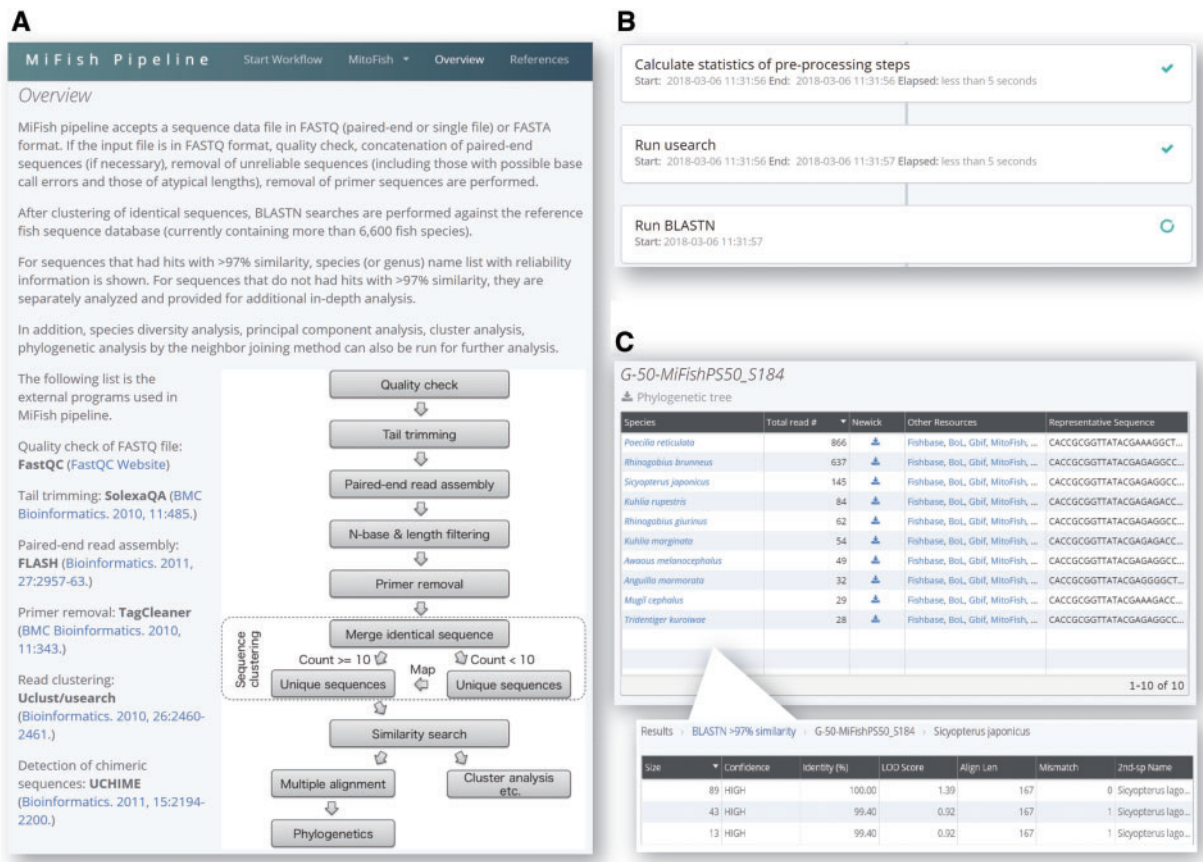 A
MiFish Pipeline Start Workflow MitoFish Overview References
Overview
MiFish pipeline accepts a sequence data file in FASTQ (paired-end or single file) or FASTA
format. If the input file is in FASTQ format, quality check, concatenation of paired-end
sequences (if necessary), removal of unreliable sequences (including those with possible base
call errors and those of atypical lengths), removal of primer sequences are performed.
After clustering of identical sequences, BLASTN searches are performed against the reference
fish sequence database (currently containing more than 6,600 fish species).
For sequences that had hits with >97% similarity, species (or genus) name list with reliability
information is shown. For sequences that do not had hits with >97% similarity, they are
separately analyzed and provided for additional in-depth analysis.
In addition, species diversity analysis, principal component analysis, cluster analysis,
phylogenetic analysis by the neighbor joining method can also be run for further analysis.
The following list is the
external programs used in
MiFish pipeline.
Quality check of FASTQ file:
FastQC (FastQC Website)
Tail trimming: SolexaQA (BMC
Bioinformatics. 2010, 11:485.)
Paired-end read assembly:
FLASH (Bioinformatics. 2011,
27:2957-63.)
Primer removal: TagCleaner
(BMC Bioinformatics. 2010,
11:343.)
Read clustering:
Uclust/usearch
(Bioinformatics. 2010, 26:2460-
2461.)
Detection of chimeric
sequences: UCHIME
(Bioinformatics. 2011, 15:2194-
2200.)
Quality check
Tail trimming
Paired-end read assembly
N-base & length filtering
Primer removal
Sequence
clustering
Merge identical sequence
Count >= 10 Count < 10
Map
Unique sequences Unique sequences
Similarity search
Multiple alignment
Cluster analysis
etc.
Phylogenetics
B
Calculate statistics of pre-processing steps
Start: 2018-03-06 11:31:56 End: 2018-03-06 11:31:56 Elapsed: less than 5 seconds
Run usearch
Start: 2018-03-06 11:31:56 End: 2018-03-06 11:31:57 Elapsed: less than 5 seconds
Run BLASTN
Start: 2018-03-06 11:31:57
C
G-50-MiFishPS50_S184
Phylogenetic tree
Species Total read # Newick Other Resources Representative Sequence
Poecilia reticulata 866 Fishbase, BoL, Gbif, MitoFish, ... CACCGCGGTTATACGAAAGGCT...
Rhinogobius brunneus 637 Fishbase, BoL, Gbif, MitoFish, ... CACCGCGGTTATACGAGAGGCC...
Sicyopterus japonicus 145 Fishbase, BoL, Gbif, MitoFish, ... CACCGCGGTTATACGAGAGGCC...
Kuhlia rupestris 84 Fishbase, BoL, Gbif, MitoFish, ... CACCGCGGTTATACGAGAGACC...
Rhinogobius giurinus 62 Fishbase, BoL, Gbif, MitoFish, ... CACCGCGGTTATACGAGAGGCC...
Kuhlia marginata 54 Fishbase, BoL, Gbif, MitoFish, ... CACCGCGGTTATACGAGAGACC...
Awaous melanocephalus 49 Fishbase, BoL, Gbif, MitoFish, ... CACCGCGGTTATACGAGAGGCC...
Anguilla marmorata 32 Fishbase, BoL, Gbif, MitoFish, ... CACCGCGGTTATACGAGGGGCT...
Mugil cephalus 29 Fishbase, BoL, Gbif, MitoFish, ... CACCGCGGTTATACGAAAGACC...
Tridentiger kuroiwae 28 Fishbase, BoL, Gbif, MitoFish, ... CACCGCGGTTATACGAGAGGCC...
1-10 of 10
Results › BLASTN >97% similarity › G-50-MiFishPS50_S184 › Sicyopterus japonicus
Size Confidence Identity (%) LOD Score Align Len Mismatch 2nd-sp Name
89 HIGH 100.00 1.39 167 0 Sicyopterus lago...
43 HIGH 99.40 0.92 167 1 Sicyopterus lago...
13 HIGH 99.40 0.92 167 1 Sicyopterus lago...